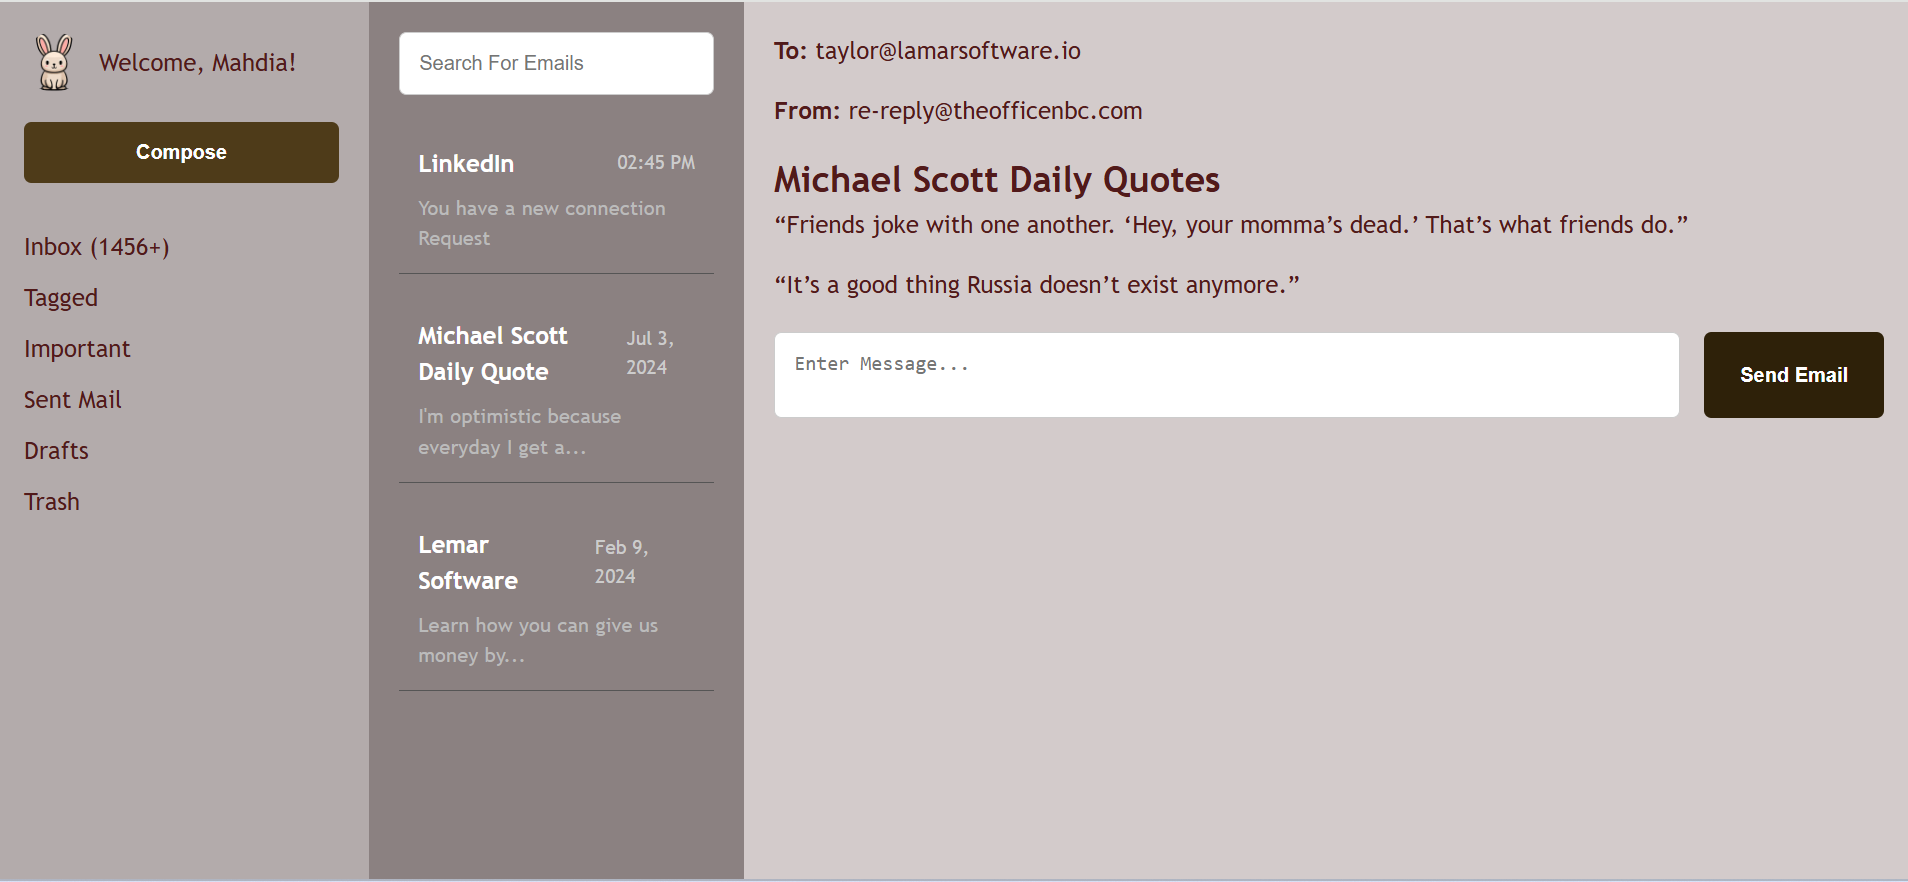 Welcome, Mahdia!
Compose
Inbox (1456+)
Tagged
Important
Sent Mail
Drafts
Trash
Search For Emails
LinkedIn 02:45 PM
You have a new connection
Request
Michael Scott Jul 3,
Daily Quote 2024
I'm optimistic because
everyday I get a...
Lemar Feb 9,
Software 2024
Learn how you can give us
money by...
To: taylor@lamarsoftware.io
From: re-reply@theofficenbc.com
Michael Scott Daily Quotes
“Friends joke with one another. ‘Hey, your momma’s dead.’ That’s what friends do.”
“It’s a good thing Russia doesn’t exist anymore.”
Enter Message...
Send Email